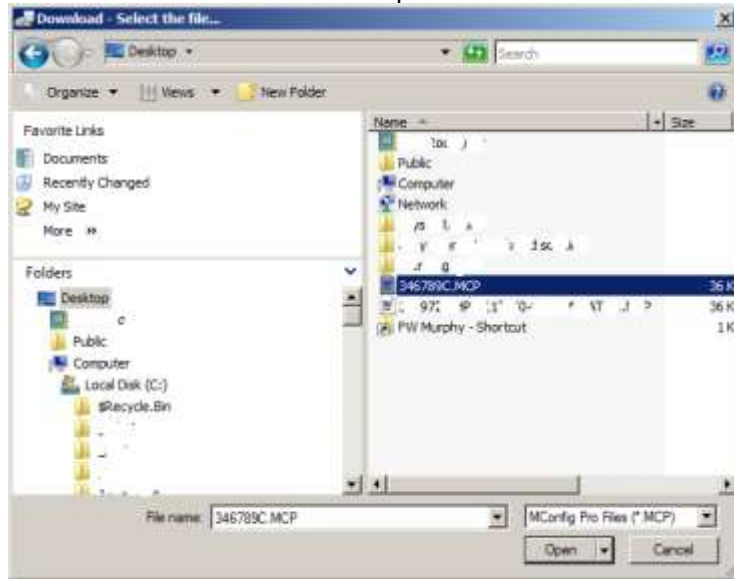 Download - Select the file...
Desktop
Search
Organize
Views
New Folder
Favorite Links
Documents
Recently Changed
My Site
More »
Folders
Desktop
Public
Computer
Local Disk (C:)
$Recycle.Bin
Name
Size
Public
Computer
Network
346789C.MCP
36 K
36 K
PW Murphy - Shortcut
1 K
File name: 346789C.MCP
MConfig Pro Files (*.MCP)
Open
Cancel